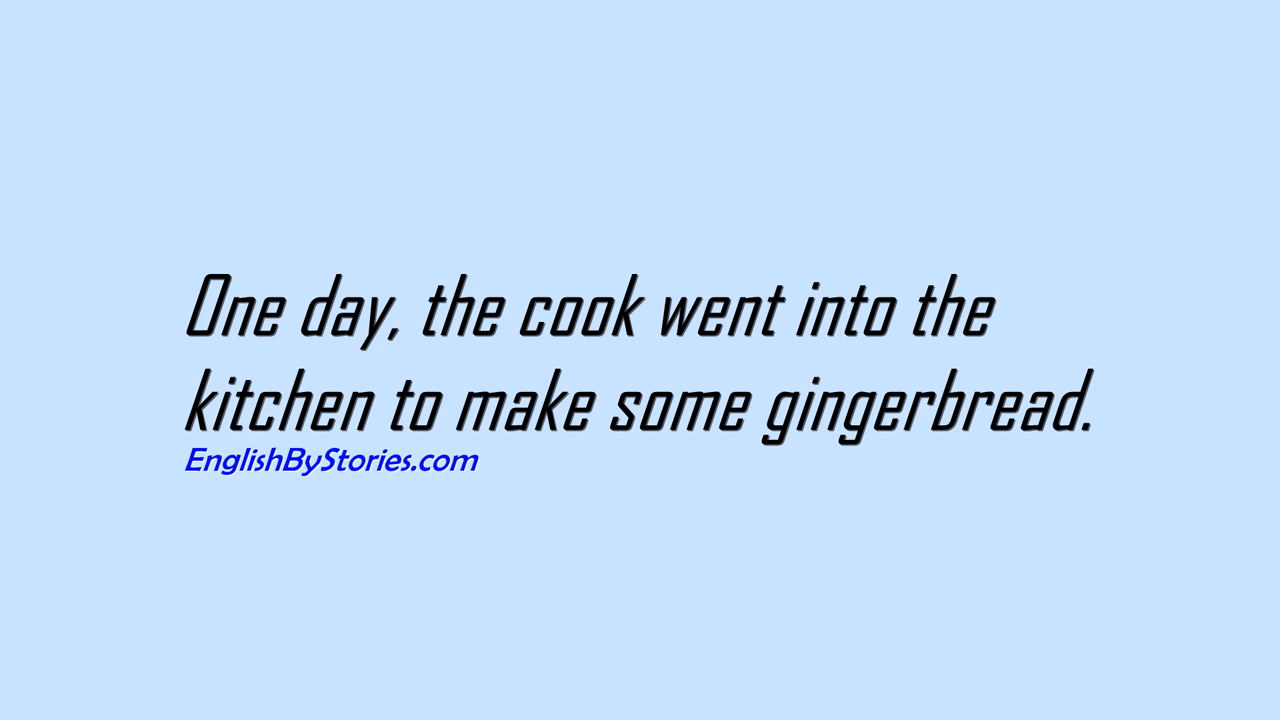 One day, the cook went into the
kitchen to make some gingerbread.
EnglishByStories.com